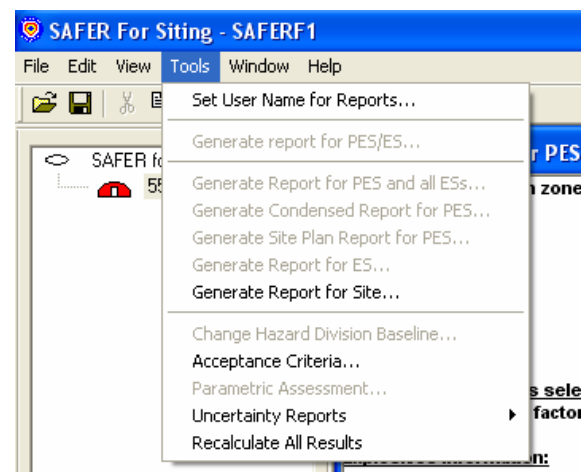 SAFER For Siting - SAFERF1
File Edit View Tools Window Help
Set User Name for Reports...
Generate report for PES/ES...
SAFER fo
r PES
Generate Report for PES and all ESs...
n zone
55
Generate Condensed Report for PES...
Generate Site Plan Report for PES...
Generate Report for ES...
Generate Report for Site...
Change Hazard Division Baseline...
Acceptance Criteria...
Parametric Assessment...
s sele
Uncertainty Reports
factor
Recalculate All Results
n: